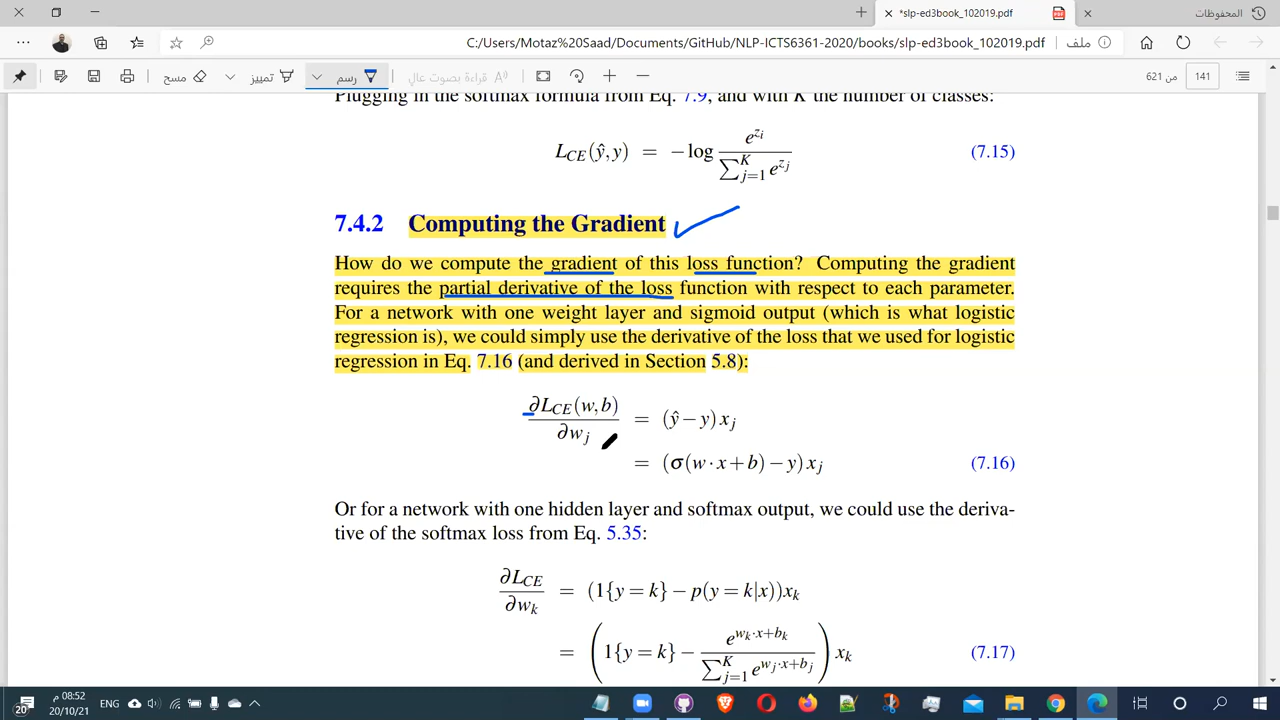 *slp-ed3book_102019.pdf
المحفوظات
C:/Users/Motaz%20Saad/Documents/GitHub/NLP-ICTS6361-2020/books/slp-ed3book_102019.pdf
ملف
مسح
تمييز
رسم
قراءة بصوت عالٍ
من 621
141
Plugging in the softmax formula from Eq. 7.9, and with K the number of classes:
L_CE(ŷ, y) = −log e^{z_i} / ∑_{j=1}^{K} e^{z_j} (7.15)
7.4.2 Computing the Gradient
How do we compute the gradient of this loss function? Computing the gradient
requires the partial derivative of the loss function with respect to each parameter.
For a network with one weight layer and sigmoid output (which is what logistic
regression is), we could simply use the derivative of the loss that we used for logistic
regression in Eq. 7.16 (and derived in Section 5.8):
∂L_CE(w, b) / ∂w_j = (ŷ − y) x_j
= (σ(w · x + b) − y) x_j (7.16)
Or for a network with one hidden layer and softmax output, we could use the deriva-
tive of the softmax loss from Eq. 5.35:
∂L_CE / ∂w_k = (1{y = k} − p(y = k|x))x_k
= (1{y = k} − e^{w_k·x+b_k} / ∑_{j=1}^{K} e^{w_j·x+b_j}) x_k (7.17)
08:52 م
20/10/21
ENG
20